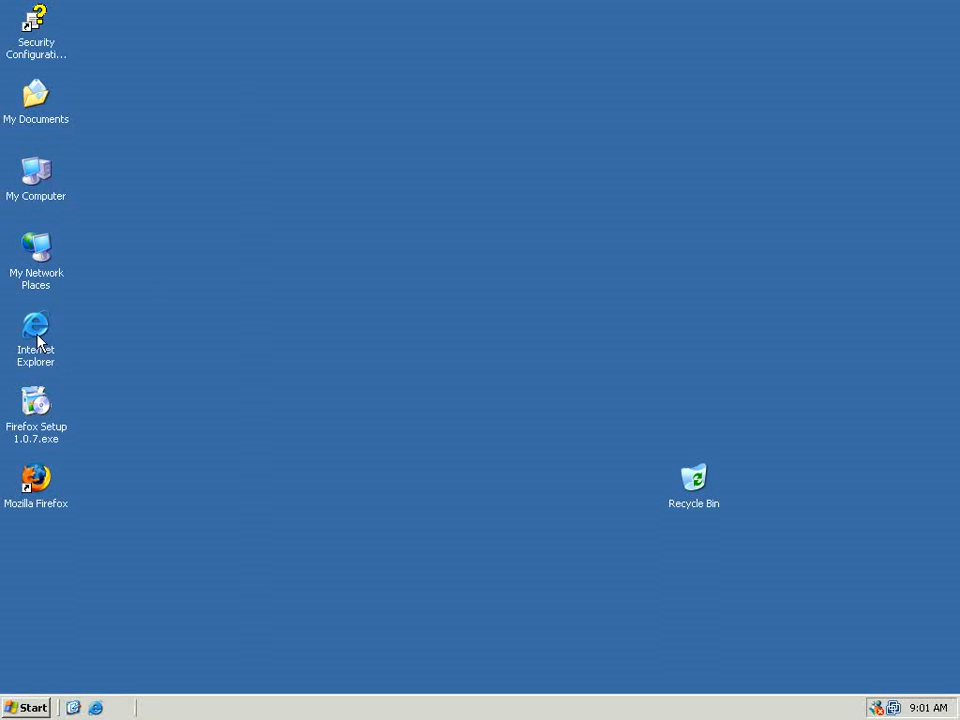 Security
Configurati...
My Documents
My Computer
My Network
Places
Internet
Explorer
Firefox Setup
1.0.7.exe
Mozilla Firefox
Recycle Bin
Start
9:01 AM